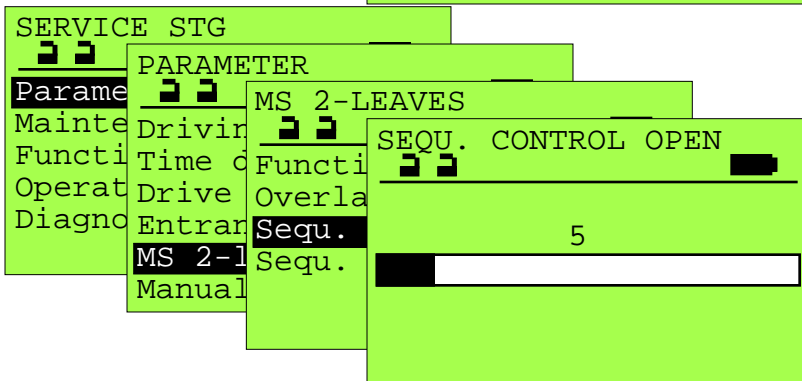 SERVICE STG
Parame
Mainte
Functi
Operat
Diagno
PARAMETER
Drivin
Time d
Drive
Entran
MS 2-l
Manual
MS 2-LEAVES
Functi
Overla
Sequ.
Sequ.
SEQU. CONTROL OPEN
5